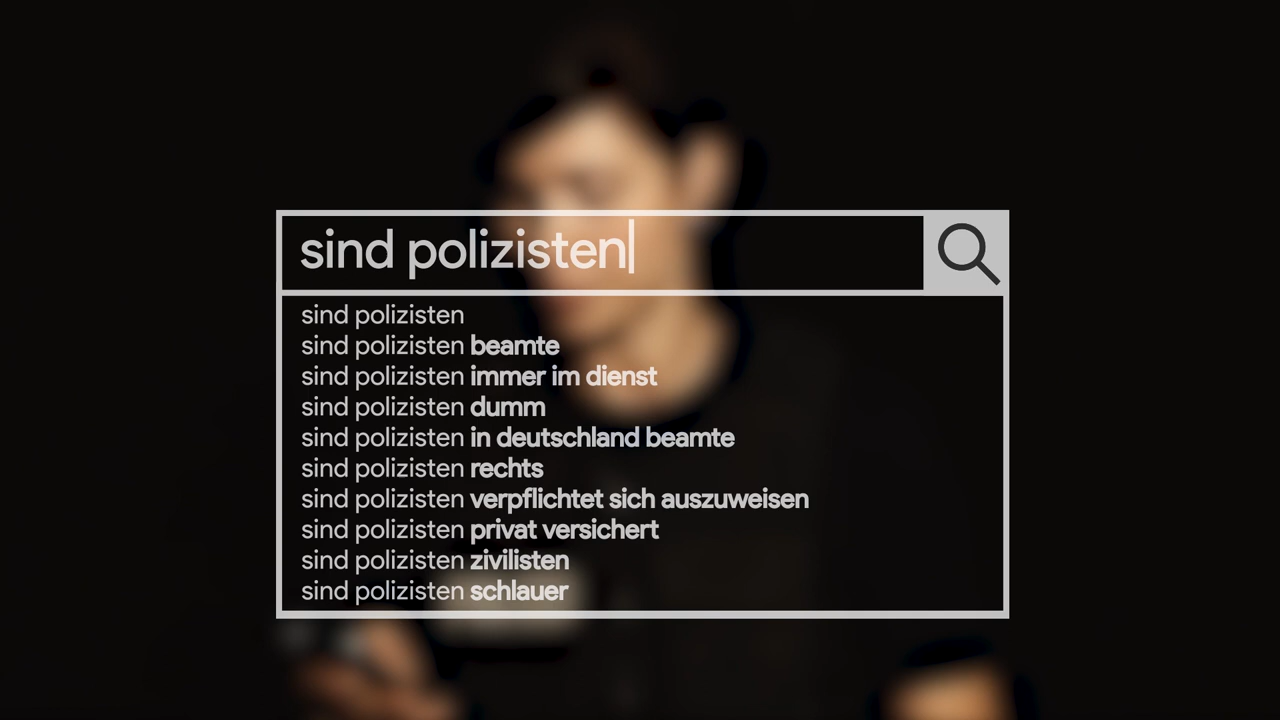 sind polizisten
sind polizisten
sind polizisten beamte
sind polizisten immer im dienst
sind polizisten dumm
sind polizisten in deutschland beamte
sind polizisten rechts
sind polizisten verpflichtet sich auszuweisen
sind polizisten privat versichert
sind polizisten zivilisten
sind polizisten schlauer